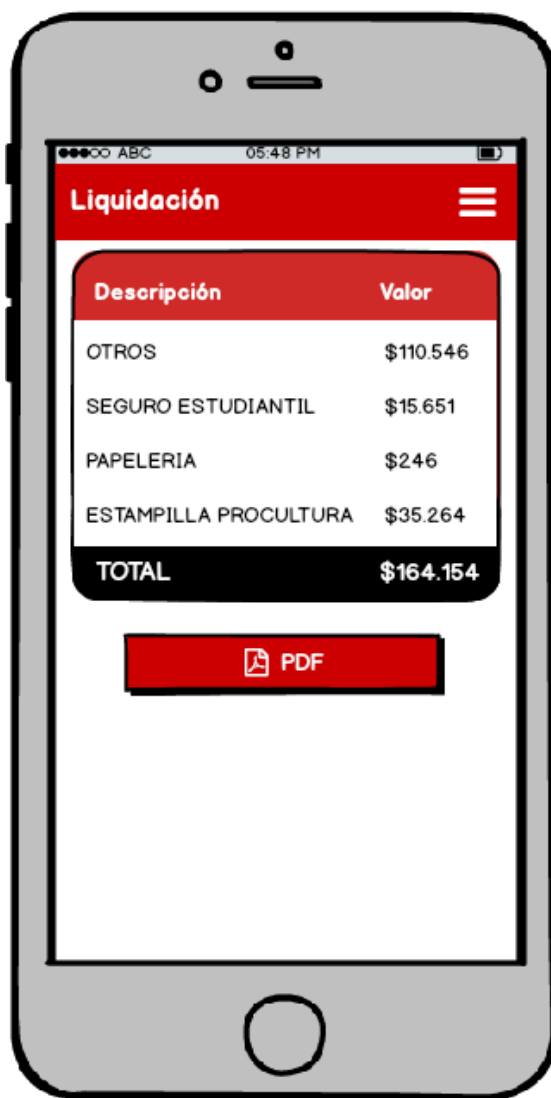 ABC 05:48 PM
Liquidación
Descripción Valor
OTROS $110.546
SEGURO ESTUDIANTIL $15.651
PAPELERIA $246
ESTAMPILLA PROCULTURA $35.264
TOTAL $164.154
PDF